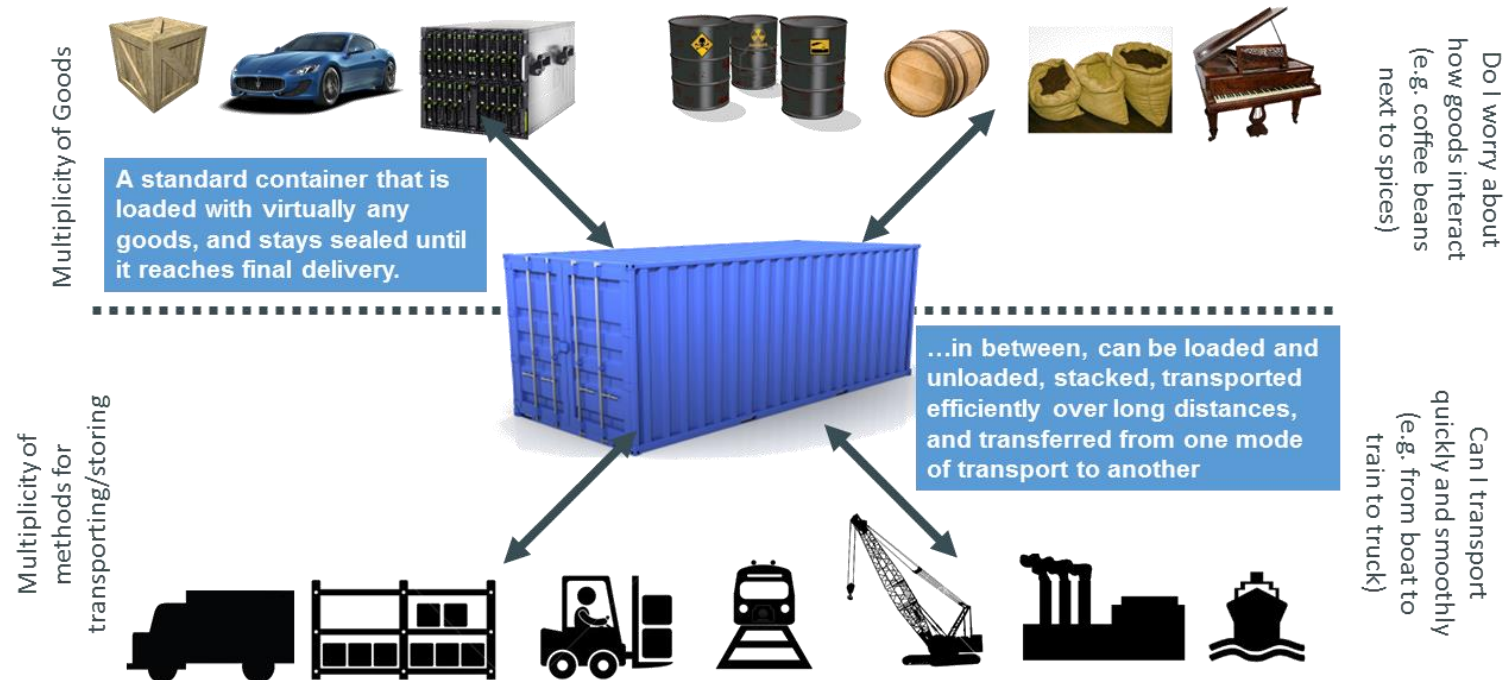 Multiplicity of Goods
Do I worry about
how goods interact
(e.g. coffee beans
next to spices)
A standard container that is
loaded with virtually any
goods, and stays sealed until
it reaches final delivery.
…in between, can be loaded and
unloaded, stacked, transported
efficiently over long distances,
and transferred from one mode
of transport to another
Multiplicity of
methods for
transporting/storing
Can I transport
quickly and smoothly
(e.g. from boat to
train to truck)